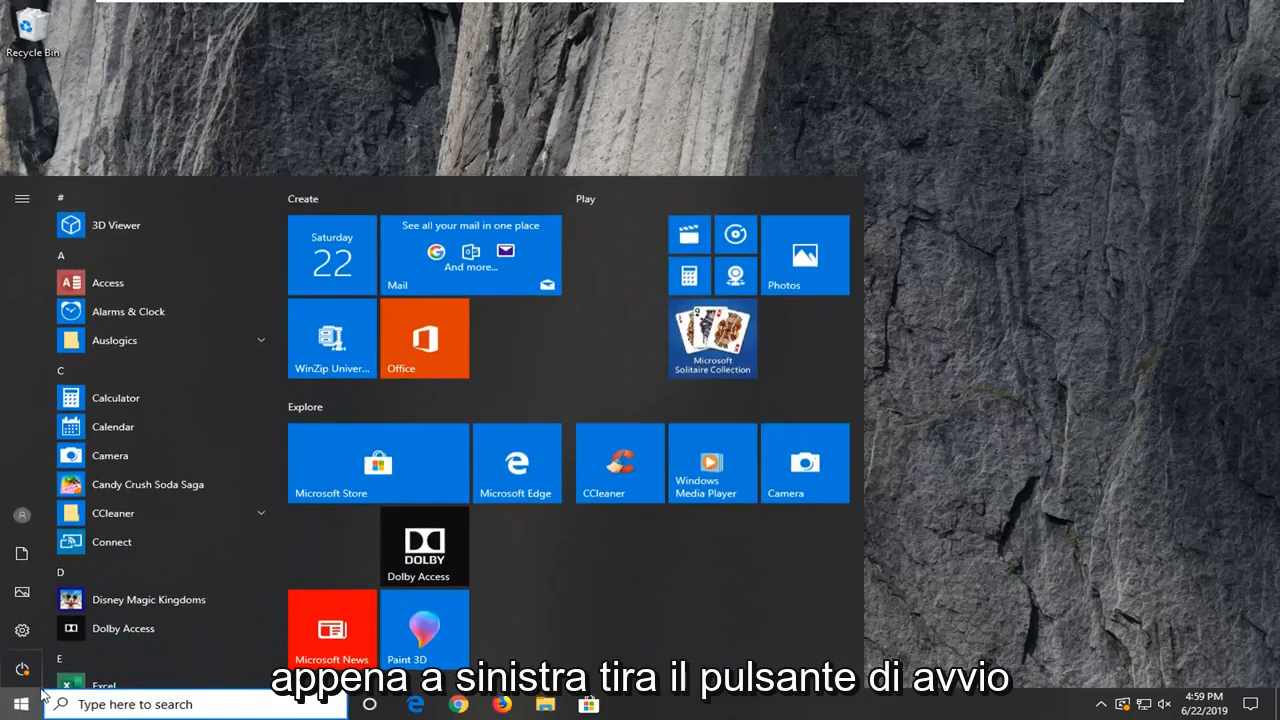 Recycle Bin
#
3D Viewer
A
Access
Alarms & Clock
Auslogics
C
Calculator
Calendar
Camera
Candy Crush Soda Saga
CCleaner
Connect
D
Disney Magic Kingdoms
Dolby Access
E
Excel
Create
Saturday
22
See all your mail in one place
And more...
Mail
WinZip Univer...
Office
Play
Photos
Microsoft
Solitaire Collection
Explore
Microsoft Store
Microsoft Edge
CCleaner
Windows
Media Player
Camera
DOLBY
Dolby Access
Microsoft News
Paint 3D
appena a sinistra tira il pulsante di avvio
Type here to search
4:59 PM
6/22/2019